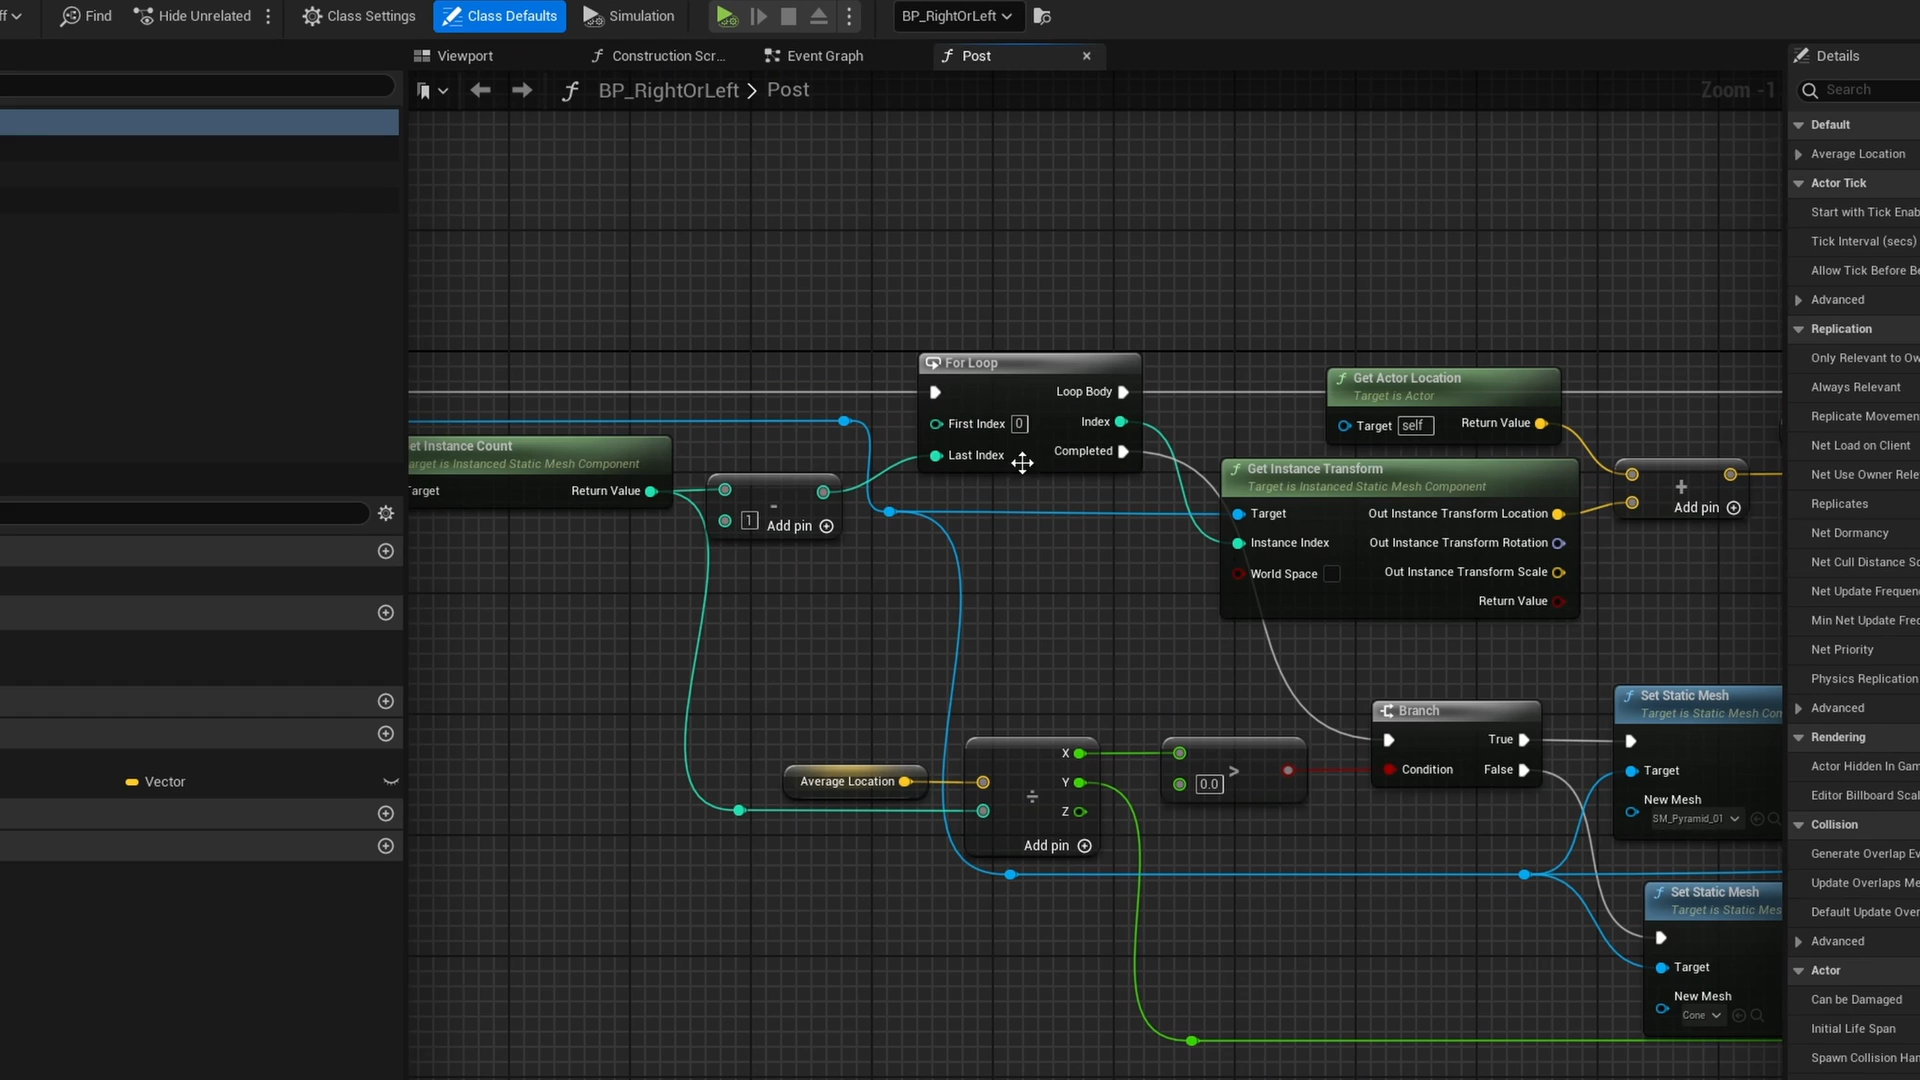 ff
Find
Hide Unrelated
Class Settings
Class Defaults
Simulation
BP_RightOrLeft
Viewport
Construction Scr...
Event Graph
Post
Details
BP_RightOrLeft > Post
Zoom -1
Search
Default
Average Location
Actor Tick
Start with Tick Enab
Tick Interval (secs)
Allow Tick Before Be
Advanced
Replication
Only Relevant to Ow
Always Relevant
Replicate Movemen
Net Load on Client
Net Use Owner Rele
Replicates
Net Dormancy
Net Cull Distance Sc
Net Update Frequen
Min Net Update Fre
Net Priority
Physics Replication
Advanced
Rendering
Actor Hidden In Gam
Editor Billboard Scal
Collision
Generate Overlap Ev
Update Overlaps Me
Default Update Over
Advanced
Actor
Can be Damaged
Initial Life Span
Spawn Collision Han
et Instance Count
arget is Instanced Static Mesh Component
Target
Return Value
-
1
Add pin
For Loop
Loop Body
First Index 0
Index
Last Index
Completed
Get Actor Location
Target is Actor
Target self
Return Value
Get Instance Transform
Target is Instanced Static Mesh Component
Target
Out Instance Transform Location
Instance Index
Out Instance Transform Rotation
World Space
Out Instance Transform Scale
Return Value
+
Add pin
Vector
Average Location
X
Y
÷
Z
Add pin
>
0.0
Branch
True
Condition
False
Set Static Mesh
Target is Static Mesh Con
Target
New Mesh
SM_Pyramid_01
Set Static Mesh
Target is Static Mes
Target
New Mesh
Cone